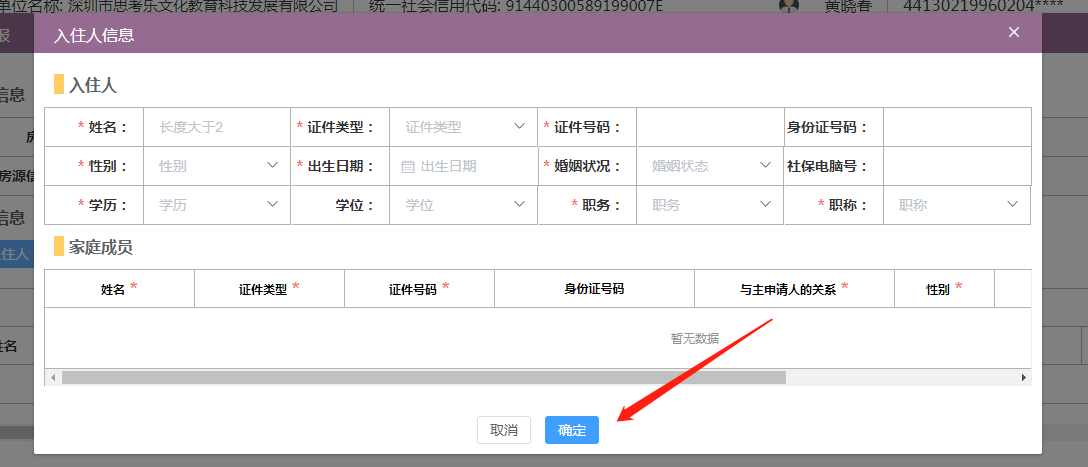 单位名称: 深圳市思考乐文化教育科技发展有限公司 统一社会信用代码: 91440300589199007E 黄晓春 44130219960204****
报
入住人信息
信息
入住人
* 姓名： 长度大于2 * 证件类型： 证件类型 * 证件号码： 身份证号码：
* 性别： 性别 * 出生日期： 出生日期 * 婚姻状况： 婚姻状态 社保电脑号：
房源信
* 学历： 学历 学位： 学位 * 职务： 职务 * 职称： 职称
信息
家庭成员
住人
姓名 * 证件类型 * 证件号码 * 身份证号码 与主申请人的关系 * 性别 *
暂无数据
姓名
取消 确定